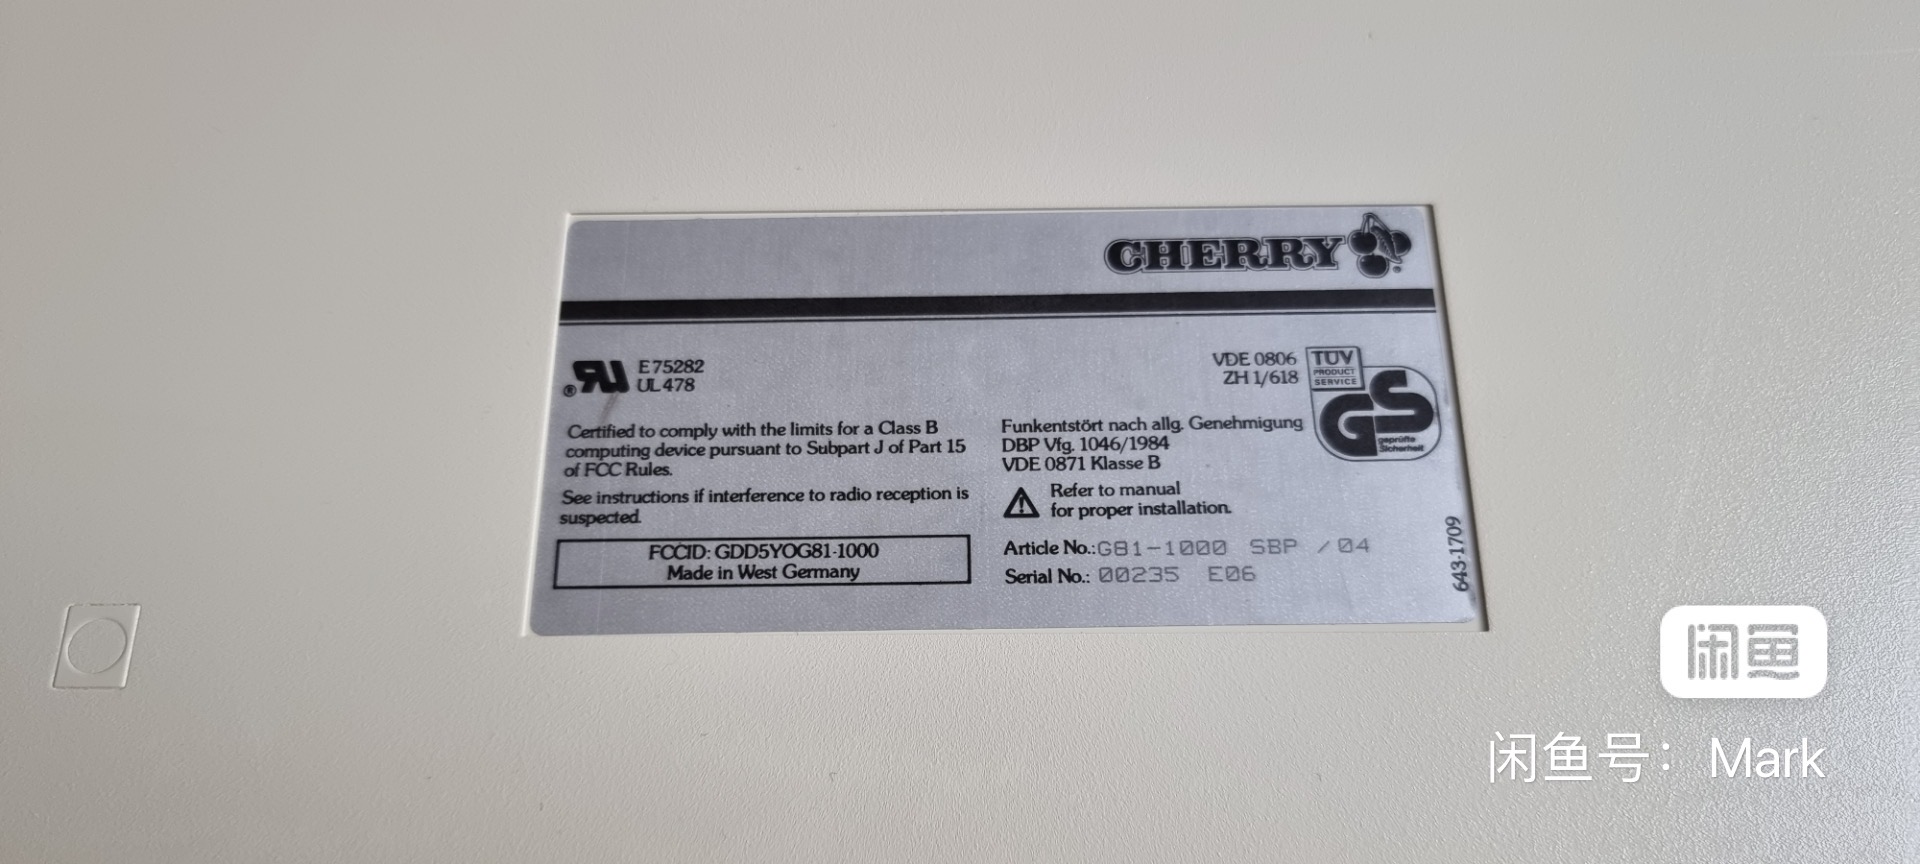 CHERRY
E75282
UL478
VDE 0806
ZH 1/618
TÜV
PRODUCT
SERVICE
GS
geprüfte
Sicherheit
Certified to comply with the limits for a Class B
computing device pursuant to Subpart J of Part 15
of FCC Rules.
See instructions if interference to radio reception is
suspected.
FCCID: GDD5YOG81-1000
Made in West Germany
Funkentstört nach allg. Genehmigung
DBP Vfg. 1046/1984
VDE 0871 Klasse B
Refer to manual
for proper installation.
Article No.:G81-1000 SBP /04
Serial No.: 00235 E06
643-1709
闲鱼
闲鱼号：Mark